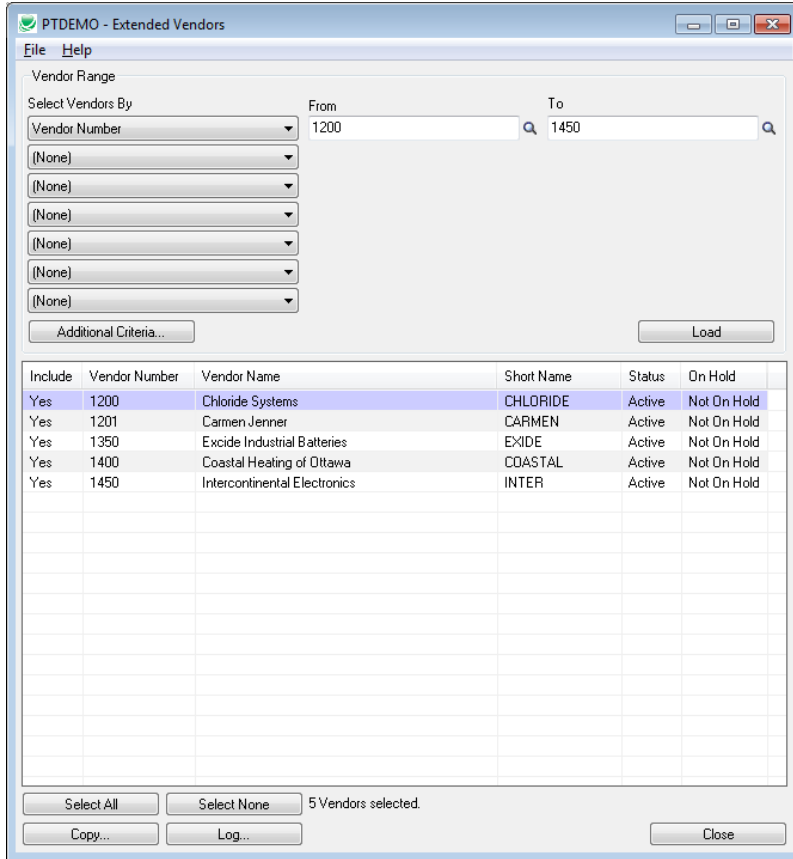 PTDEMO - Extended Vendors
File Help
Vendor Range
Select Vendors By From To
Vendor Number 1200 1450
(None)
(None)
(None)
(None)
(None)
(None)
Additional Criteria... Load
Include Vendor Number Vendor Name Short Name Status On Hold
Yes 1200 Chloride Systems CHLORIDE Active Not On Hold
Yes 1201 Carmen Jenner CARMEN Active Not On Hold
Yes 1350 Excide Industrial Batteries EXIDE Active Not On Hold
Yes 1400 Coastal Heating of Ottawa COASTAL Active Not On Hold
Yes 1450 Intercontinental Electronics INTER Active Not On Hold
Select All Select None 5 Vendors selected.
Copy... Log... Close